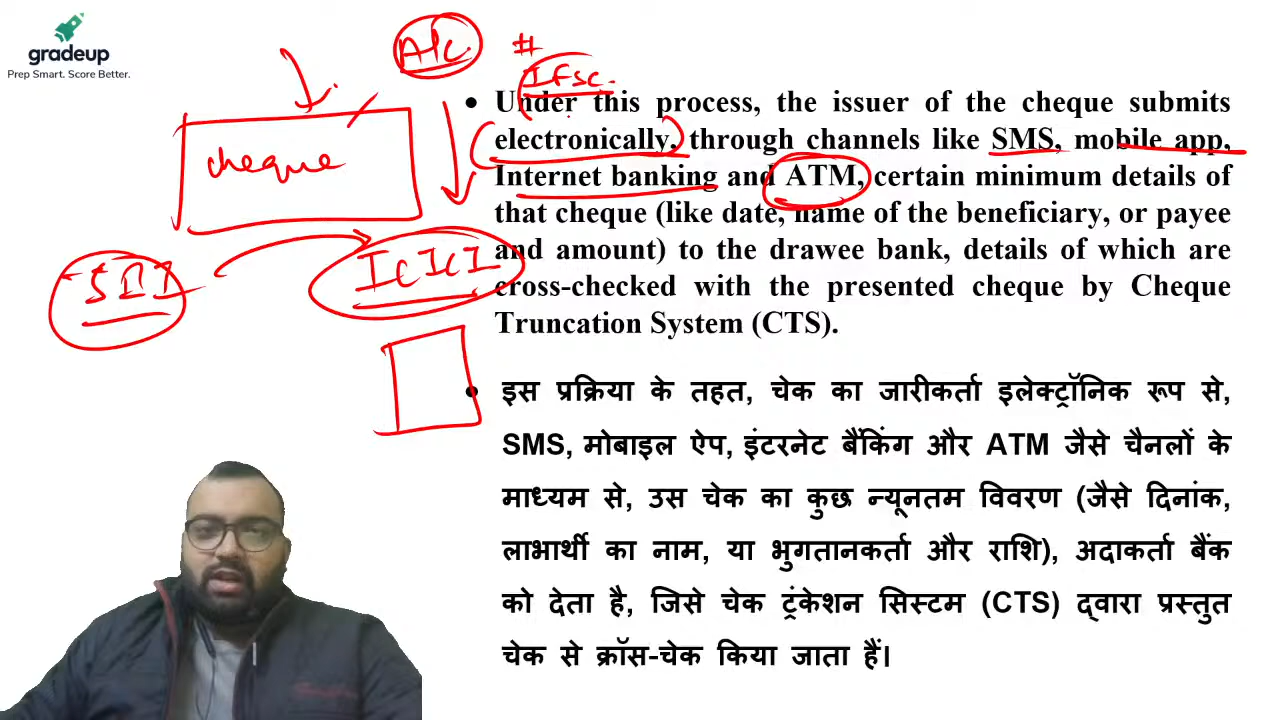 gradeup
Prep Smart. Score Better.
A/c
#
IFSC.
cheque
SBI
ICICI
• Under this process, the issuer of the cheque submits
electronically, through channels like SMS, mobile app,
Internet banking and ATM, certain minimum details of
that cheque (like date, name of the beneficiary, or payee
and amount) to the drawee bank, details of which are
cross-checked with the presented cheque by Cheque
Truncation System (CTS).
• इस प्रक्रिया के तहत, चेक का जारीकर्ता इलेक्ट्रॉनिक रूप से,
SMS, मोबाइल ऐप, इंटरनेट बैंकिंग और ATM जैसे चैनलों के
माध्यम से, उस चेक का कुछ न्यूनतम विवरण (जैसे दिनांक,
लाभार्थी का नाम, या भुगतानकर्ता और राशि), अदाकर्ता बैंक
को देता है, जिसे चेक ट्रंकेशन सिस्टम (CTS) द्वारा प्रस्तुत
चेक से क्रॉस-चेक किया जाता हैं।